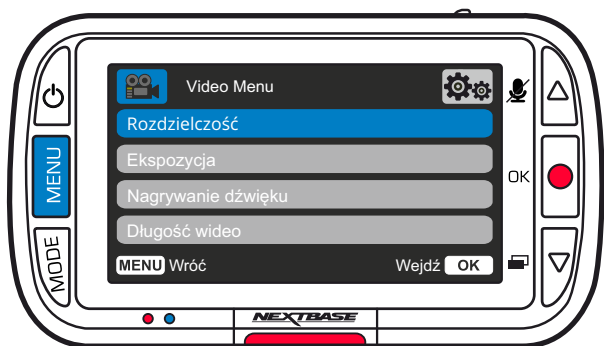 Video Menu
Rozdzielczość
Ekspozycja
Nagrywanie dźwięku
Długość wideo
MENU Wróć
Wejdź OK
MENU
MODE
OK
NEXTBASE